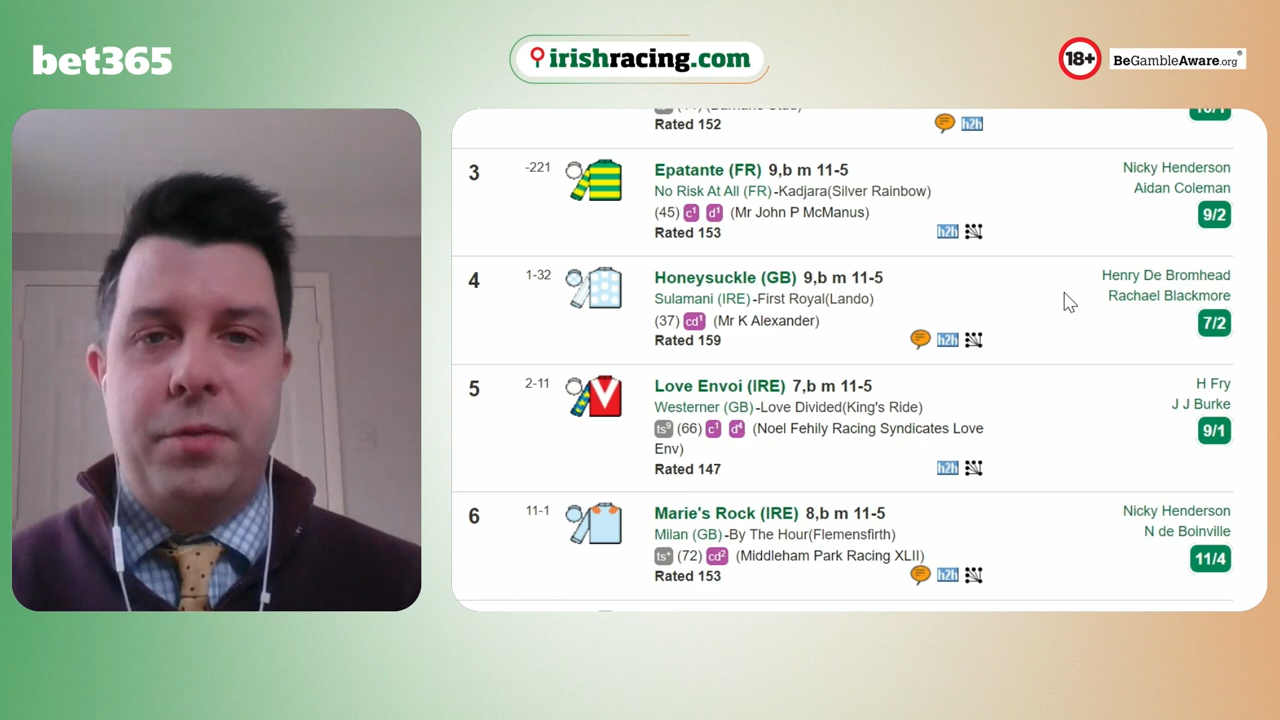 bet365
irishracing.com
18+
BeGambleAware.org®
Rated 152
h2h
3
-221
Epatante (FR) 9,b m 11-5
Nicky Henderson
No Risk At All (FR)-Kadjara(Silver Rainbow)
Aidan Coleman
(45) c1 d1 (Mr John P McManus)
9/2
Rated 153
h2h
4
1-32
Honeysuckle (GB) 9,b m 11-5
Henry De Bromhead
Sulamani (IRE)-First Royal(Lando)
Rachael Blackmore
(37) cd1 (Mr K Alexander)
7/2
Rated 159
h2h
5
2-11
Love Envoi (IRE) 7,b m 11-5
H Fry
Westerner (GB)-Love Divided(King's Ride)
J J Burke
ts9 (66) c1 d4 (Noel Fehily Racing Syndicates Love
Env)
9/1
Rated 147
h2h
6
11-1
Marie's Rock (IRE) 8,b m 11-5
Nicky Henderson
Milan (GB)-By The Hour(Flemensfirth)
N de Boinville
ts+ (72) cd2 (Middleham Park Racing XLII)
11/4
Rated 153
h2h